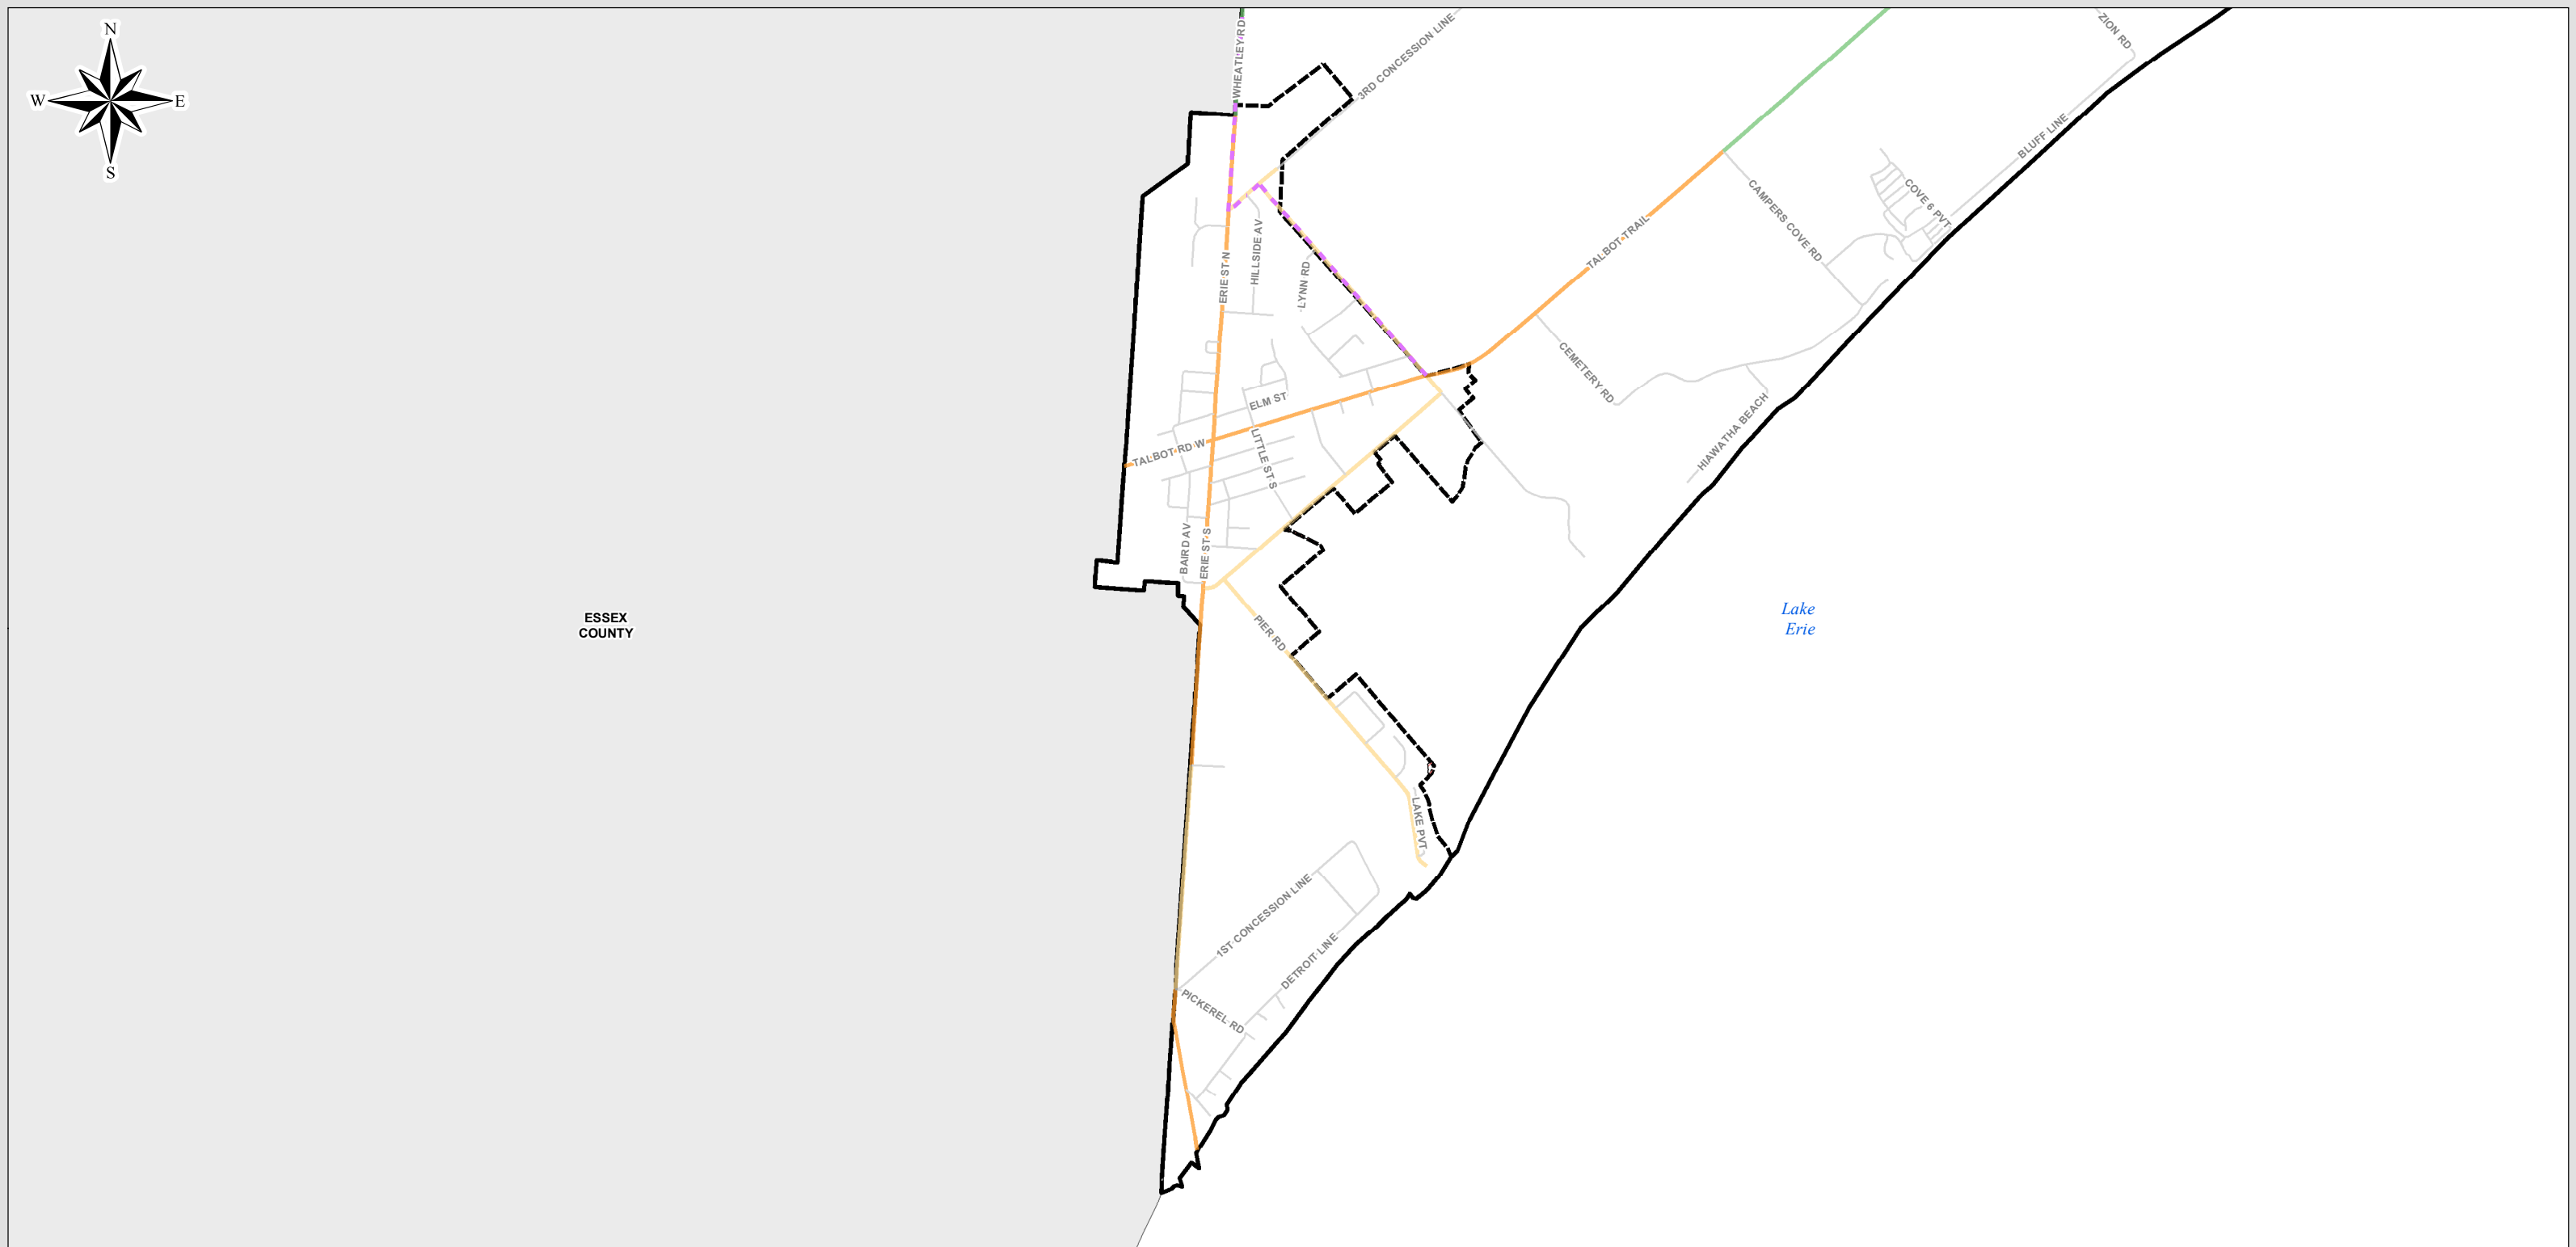 N
W
E
S
WHEATLEY RD
3RD CONCESSION LINE
ZION RD
BLUFF LINE
COVE 6 PVT
CAMPERS COVE RD
TALBOT TRAIL
ERIE ST N
HILLSIDE AV
LYNN RD
CEMETERY RD
HIAWATHA BEACH
ELM ST
TALBOT RD W
LITTLE ST S
BAIRD AV
ERIE ST S
ESSEX
COUNTY
Lake
Erie
PIER RD
LAKE PVT
1ST CONCESSION LINE
DETROIT LINE
PICKEREL RD